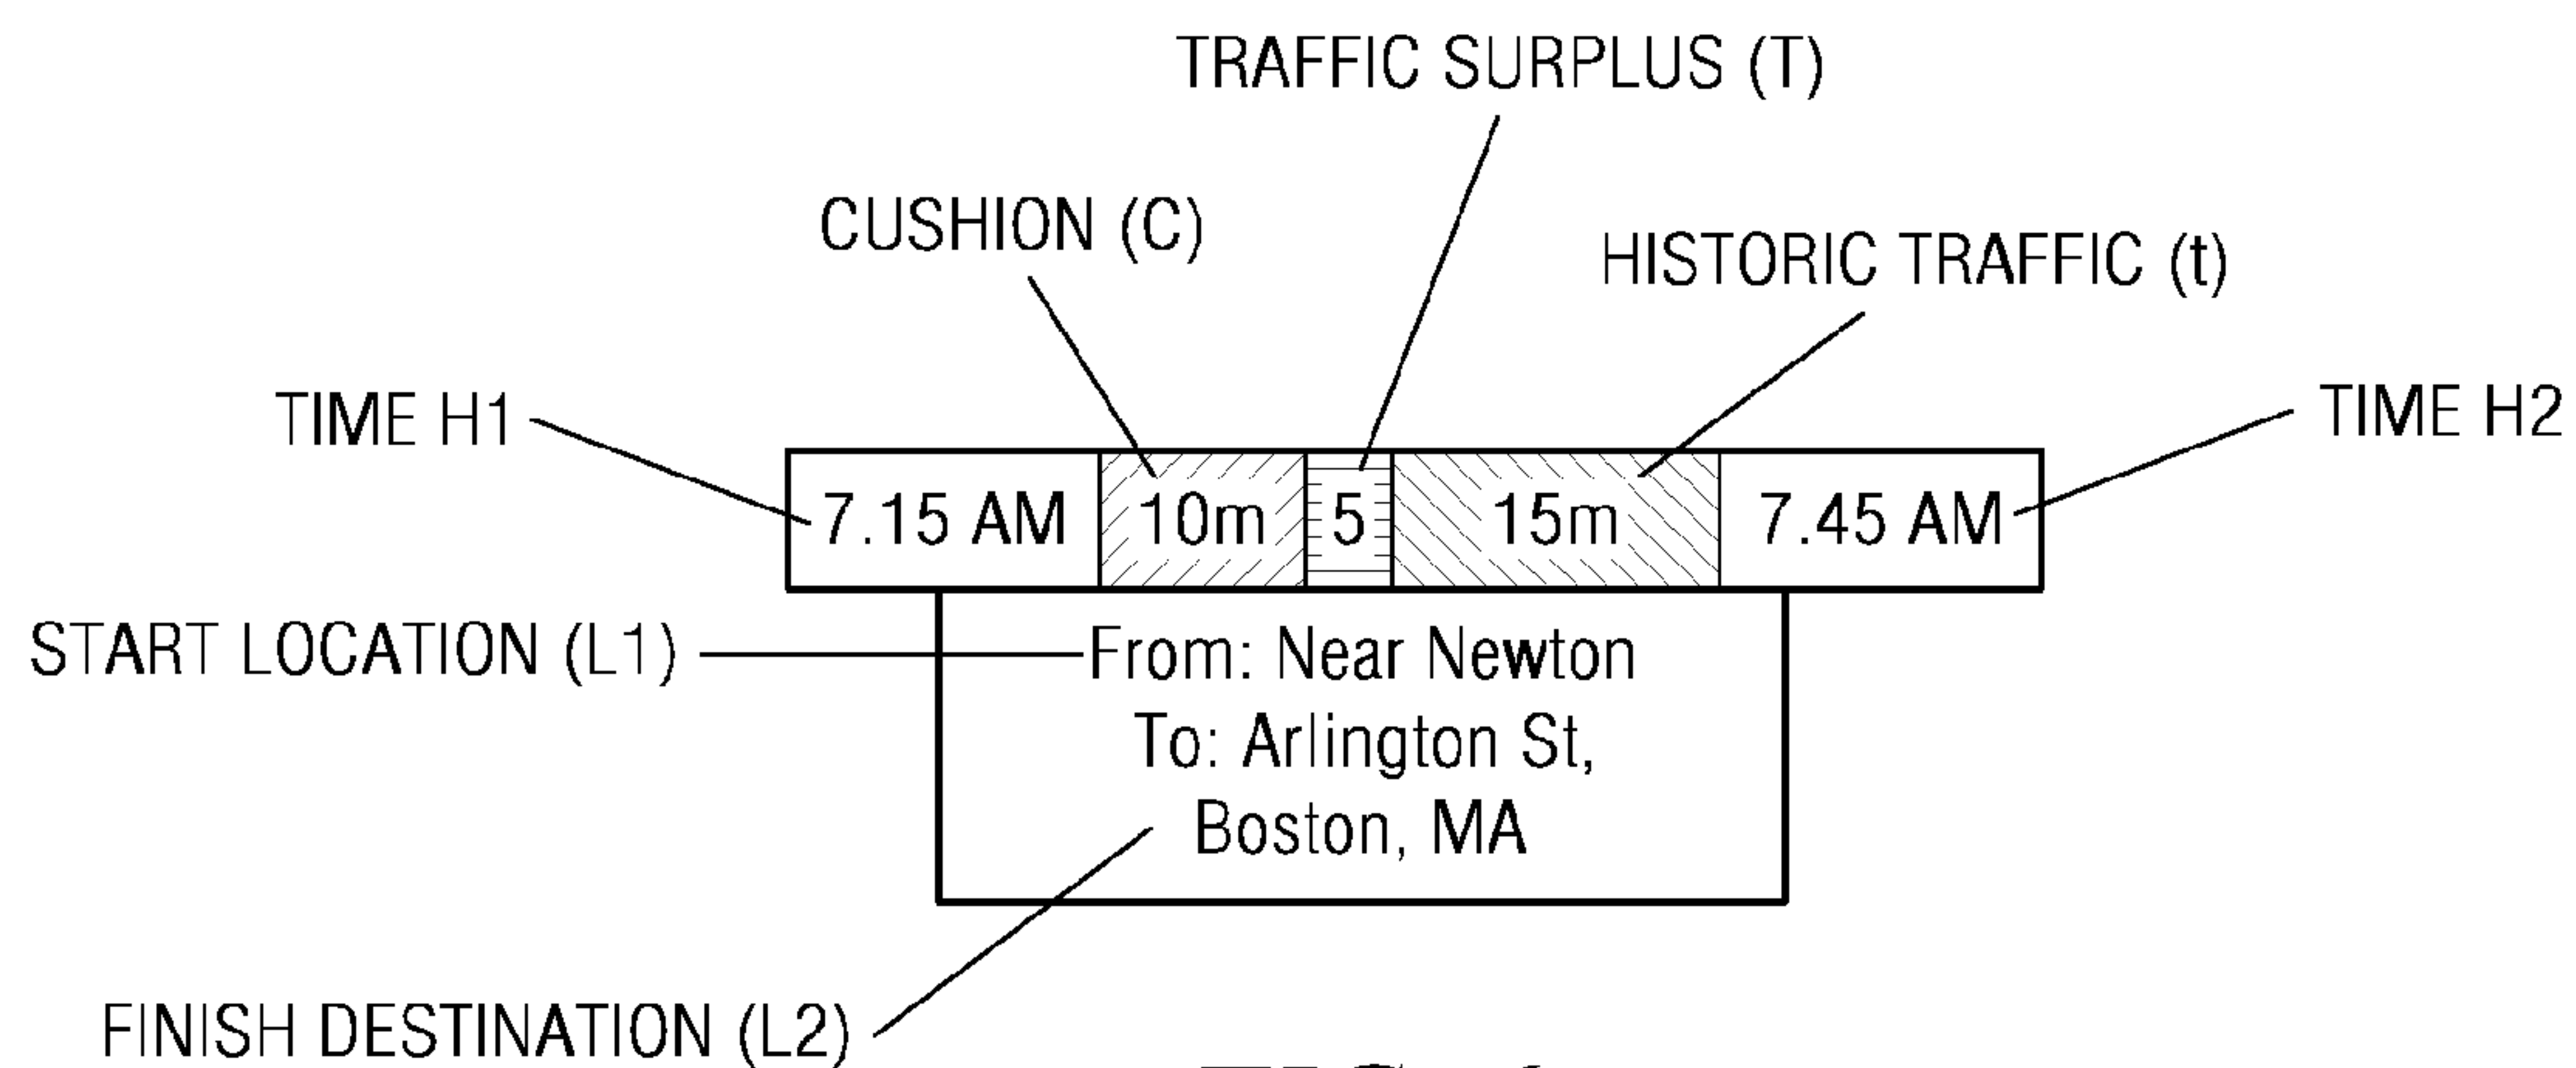 TRAFFIC SURPLUS (T)
CUSHION (C)
HISTORIC TRAFFIC (t)
TIME H1
TIME H2
7.15 AM 10m 5 15m 7.45 AM
START LOCATION (L1)
From: Near Newton
To: Arlington St,
Boston, MA
FINISH DESTINATION (L2)